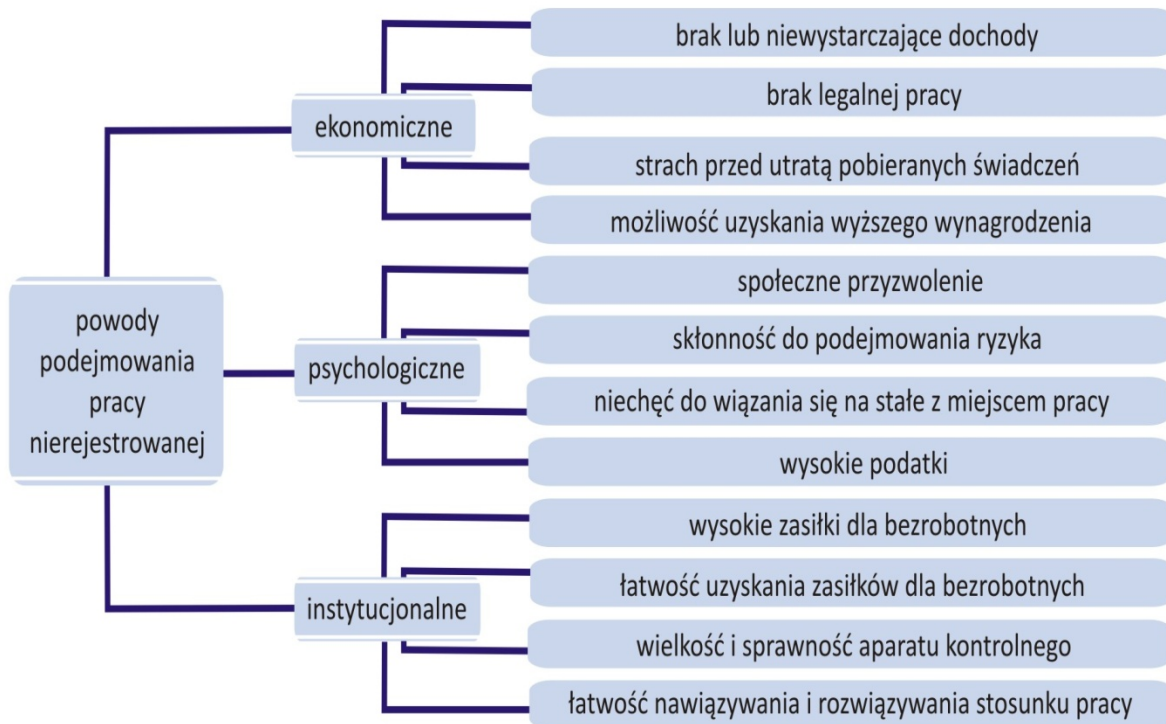 powody
podejmowania
pracy
nierejestrowanej
ekonomiczne
brak lub niewystarczające dochody
brak legalnej pracy
strach przed utratą pobieranych świadczeń
możliwość uzyskania wyższego wynagrodzenia
psychologiczne
społeczne przyzwolenie
skłonność do podejmowania ryzyka
niechęć do wiązania się na stałe z miejscem pracy
wysokie podatki
instytucjonalne
wysokie zasiłki dla bezrobotnych
łatwość uzyskania zasiłków dla bezrobotnych
wielkość i sprawność aparatu kontrolnego
łatwość nawiązywania i rozwiązywania stosunku pracy